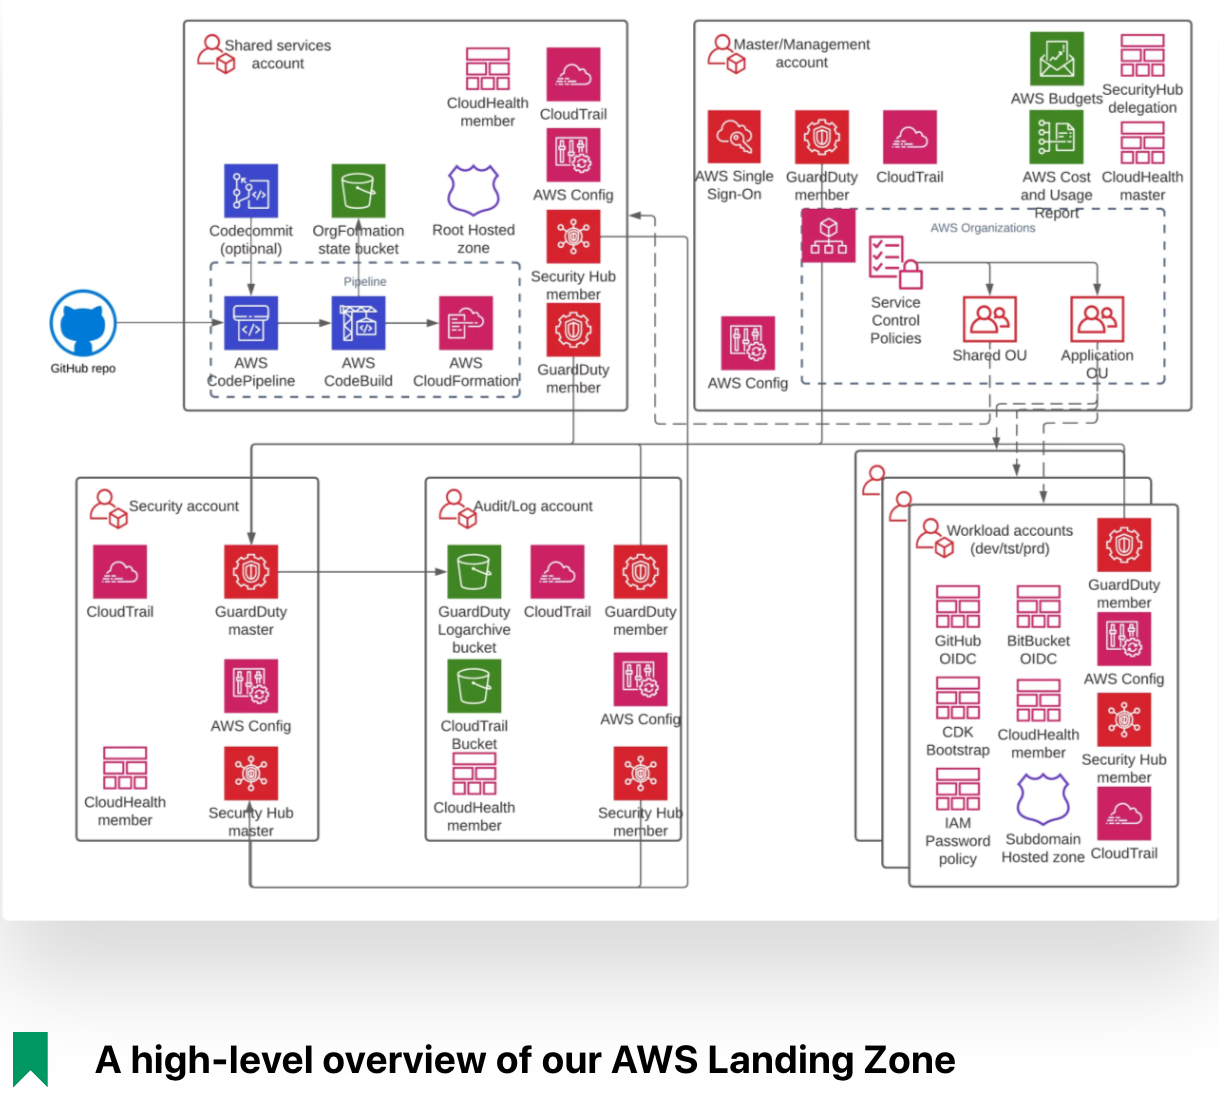 Shared services
account
CloudHealth
member
CloudTrail
AWS Config
Codecommit
(optional)
OrgFormation
state bucket
Root Hosted
zone
Security Hub
member
Pipeline
GitHub repo
AWS
CodePipeline
AWS
CodeBuild
AWS
CloudFormation
GuardDuty
member
Master/Management
account
AWS Budgets
SecurityHub
delegation
AWS Single
Sign-On
GuardDuty
member
CloudTrail
AWS Cost
and Usage
Report
CloudHealth
master
AWS Organizations
Service
Control
Policies
Shared OU
Application
OU
AWS Config
Security account
CloudTrail
GuardDuty
master
AWS Config
CloudHealth
member
Security Hub
master
Audit/Log account
GuardDuty
Logarchive
bucket
CloudTrail
GuardDuty
member
CloudTrail
Bucket
AWS Config
CloudHealth
member
Security Hub
member
Workload accounts
(dev/tst/prd)
GuardDuty
member
GitHub
OIDC
BitBucket
OIDC
AWS Config
CDK
Bootstrap
CloudHealth
member
Security Hub
member
IAM
Password
policy
Subdomain
Hosted zone
CloudTrail
A high-level overview of our AWS Landing Zone